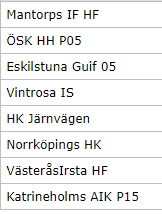 Mantorps IF HF
ÖSK HH P05
Eskilstuna Guif 05
Vintrosa IS
HK Järnvägen
Norrköpings HK
VästeråsIrsta HF
Katrineholms AIK P15